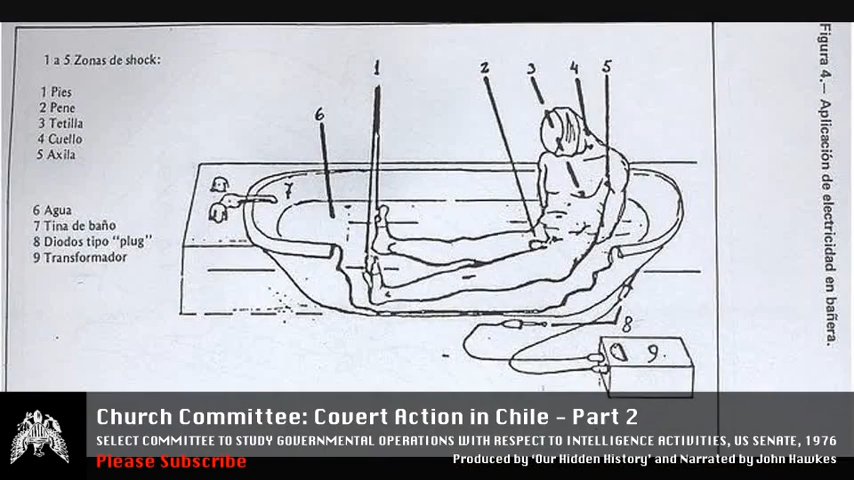 1 a 5 Zonas de shock:
1 Pies
2 Pene
3 Tetilla
4 Cuello
5 Axila
6 Agua
7 Tina de baño
8 Diodos tipo "plug"
9 Transformador
1
2
3
4
5
6
7
8
9
Figura 4.— Aplicación de electricidad en bañera.
Church Committee: Covert Action in Chile - Part 2
SELECT COMMITTEE TO STUDY GOVERNMENTAL OPERATIONS WITH RESPECT TO INTELLIGENCE ACTIVITIES, US SENATE, 1976
Please Subscribe
Produced by 'Our Hidden History' and Narrated by John Hawkes